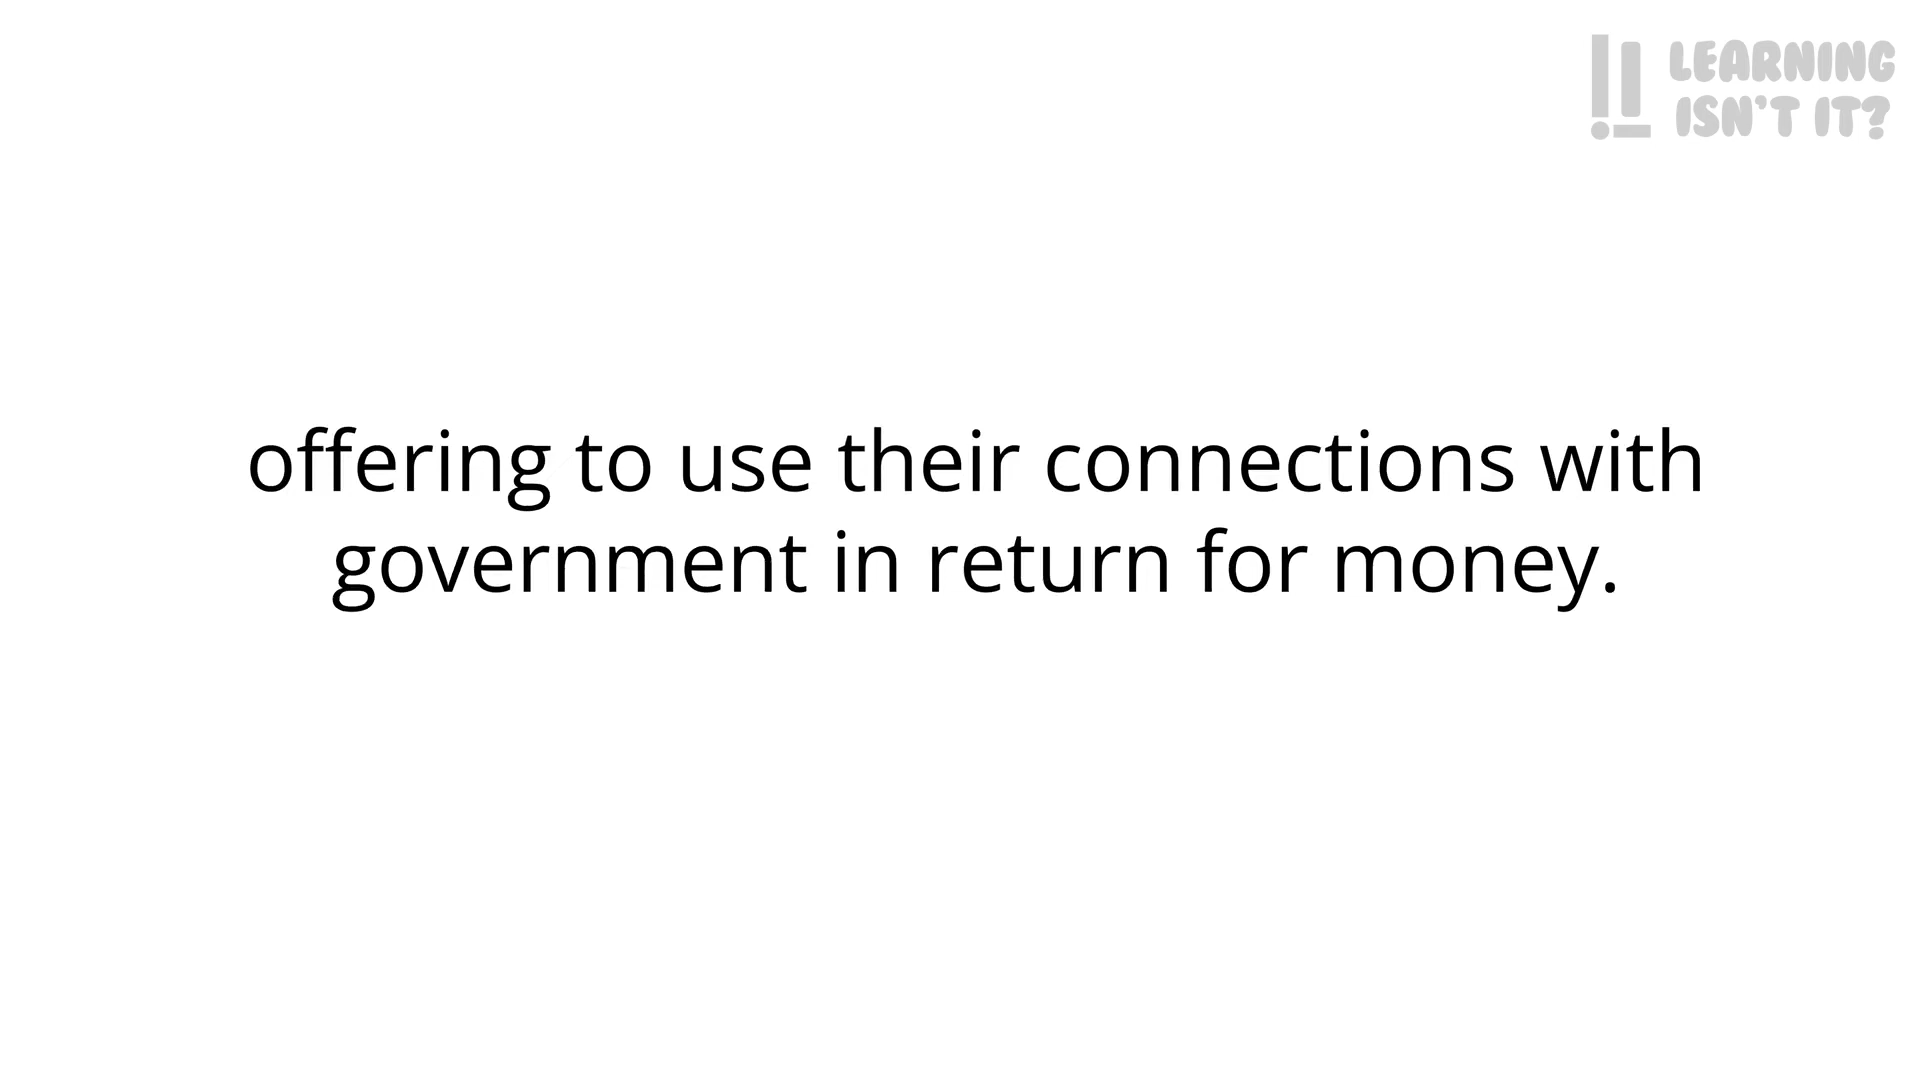 LEARNING
ISN'T IT?
offering to use their connections with
government in return for money.